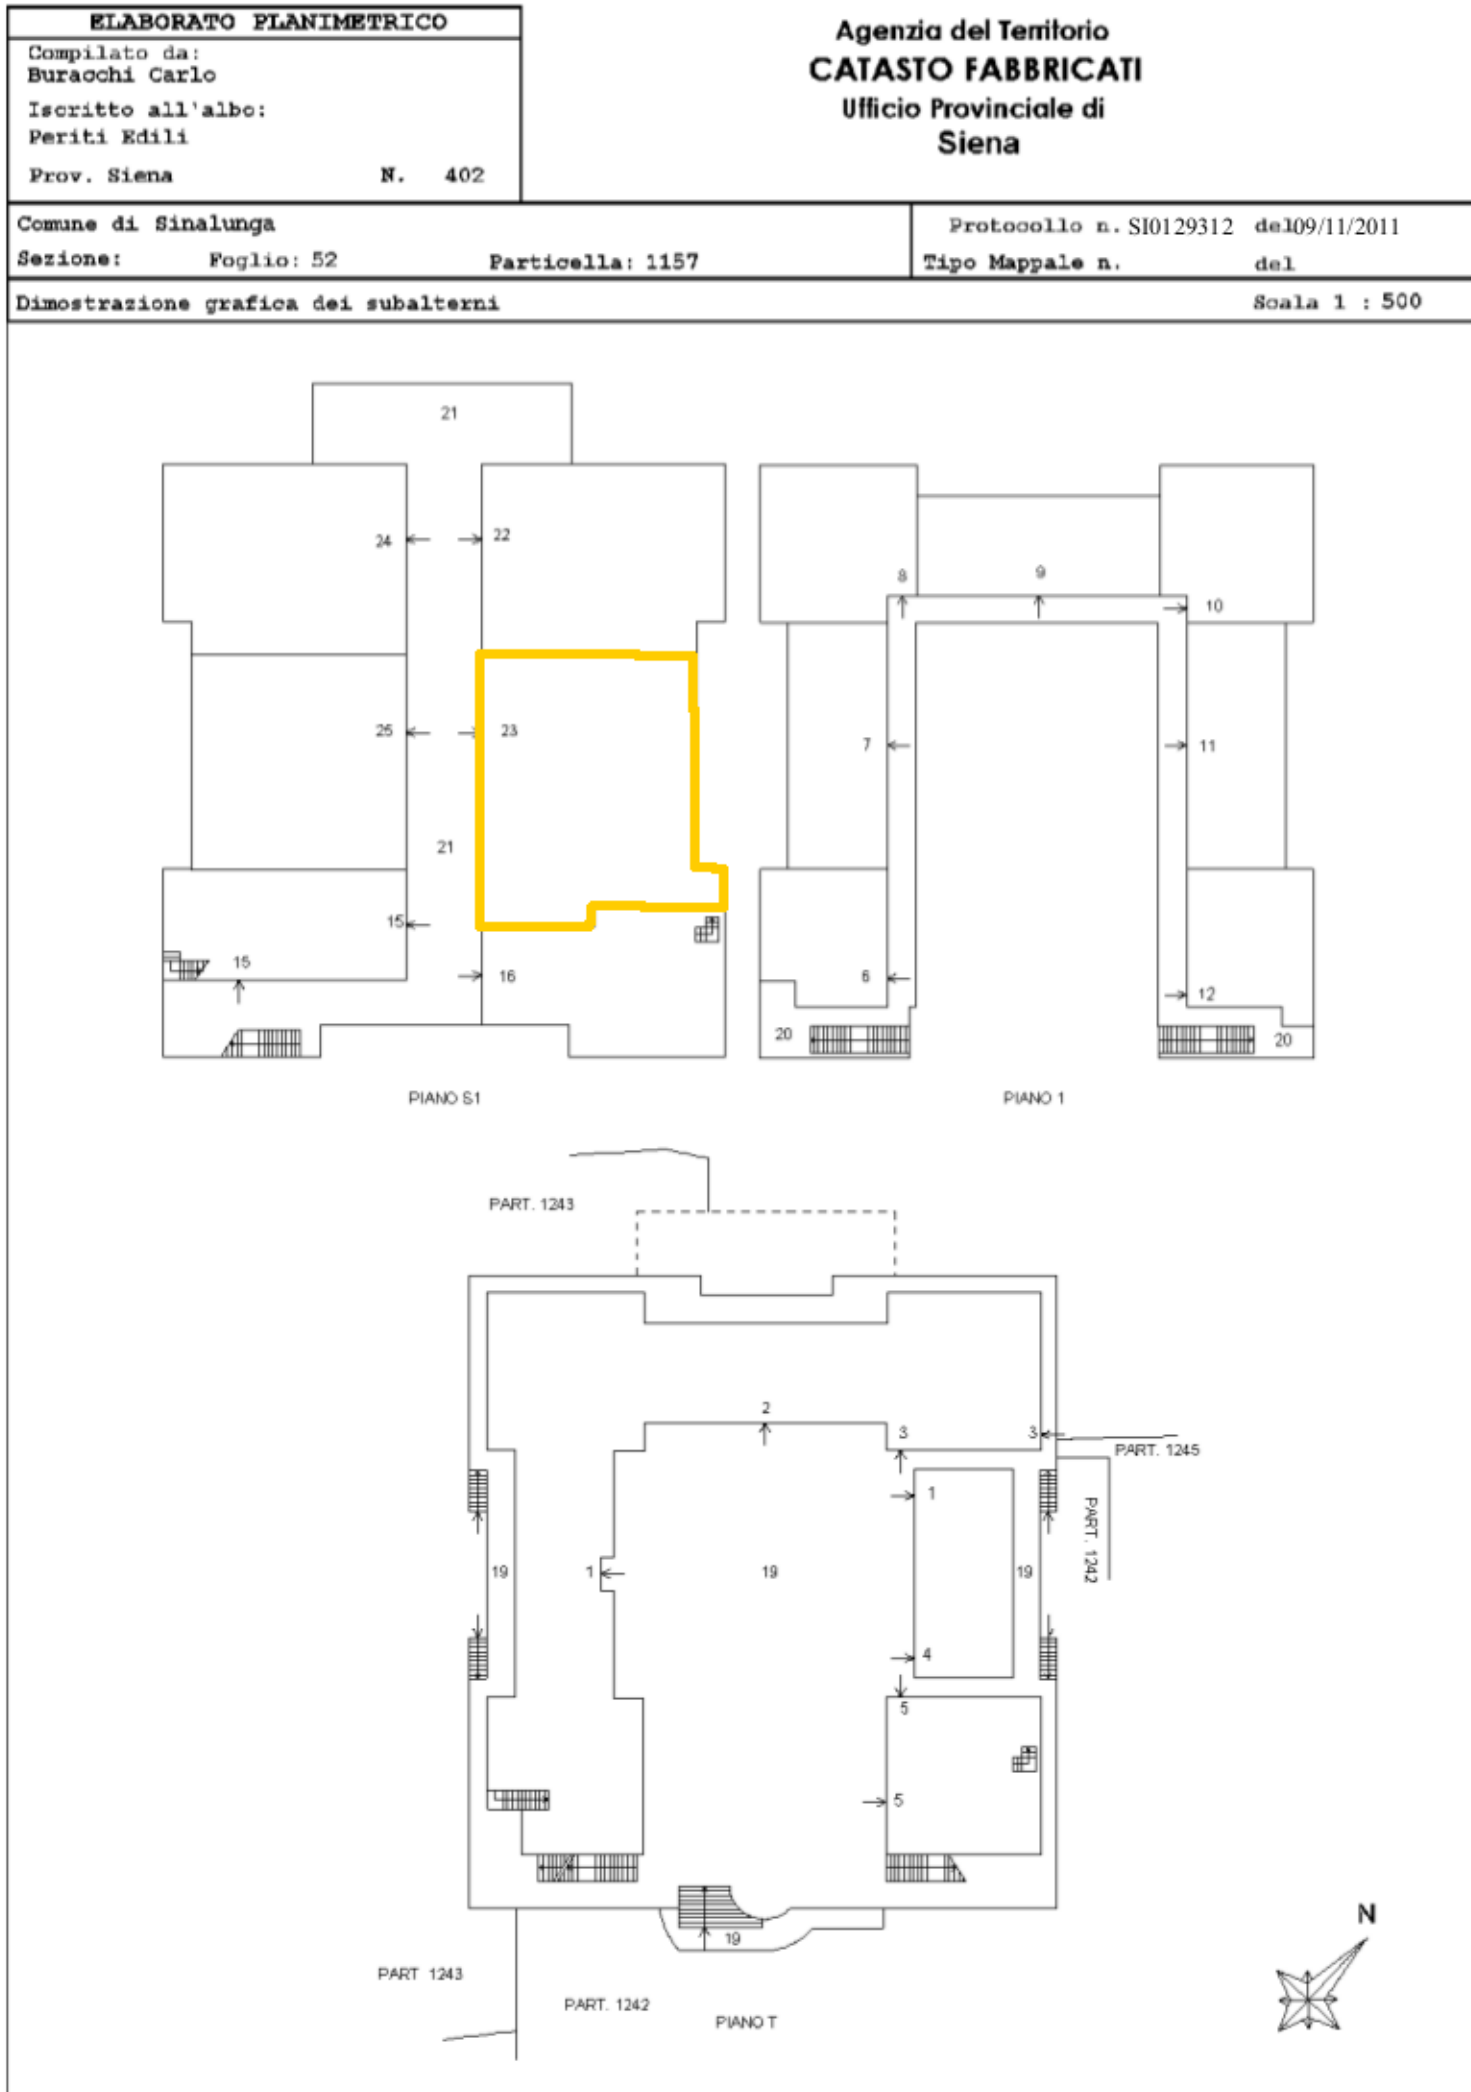 ELABORATO PLANIMETRICO
Compilato da:
Buracchi Carlo
Iscritto all'albo:
Periti Edili
Prov. Siena N. 402
Agenzia del Territorio
CATASTO FABBRICATI
Ufficio Provinciale di
Siena
Comune di Sinalunga
Sezione: Foglio: 52 Particella: 1157
Protocollo n. SI0129312 del09/11/2011
Tipo Mappale n. del
Dimostrazione grafica dei subalterni Scala 1 : 500
21
24 22
25 23
21
15
15 16
PIANO S1
8 9 10
7 11
6 12
20 20
PIANO 1
PART. 1243
2
3 3
PART. 1245
1
PART. 1242
19 1 19 19
4
5
5
19
PART 1243
PART. 1242
PIANO T
N